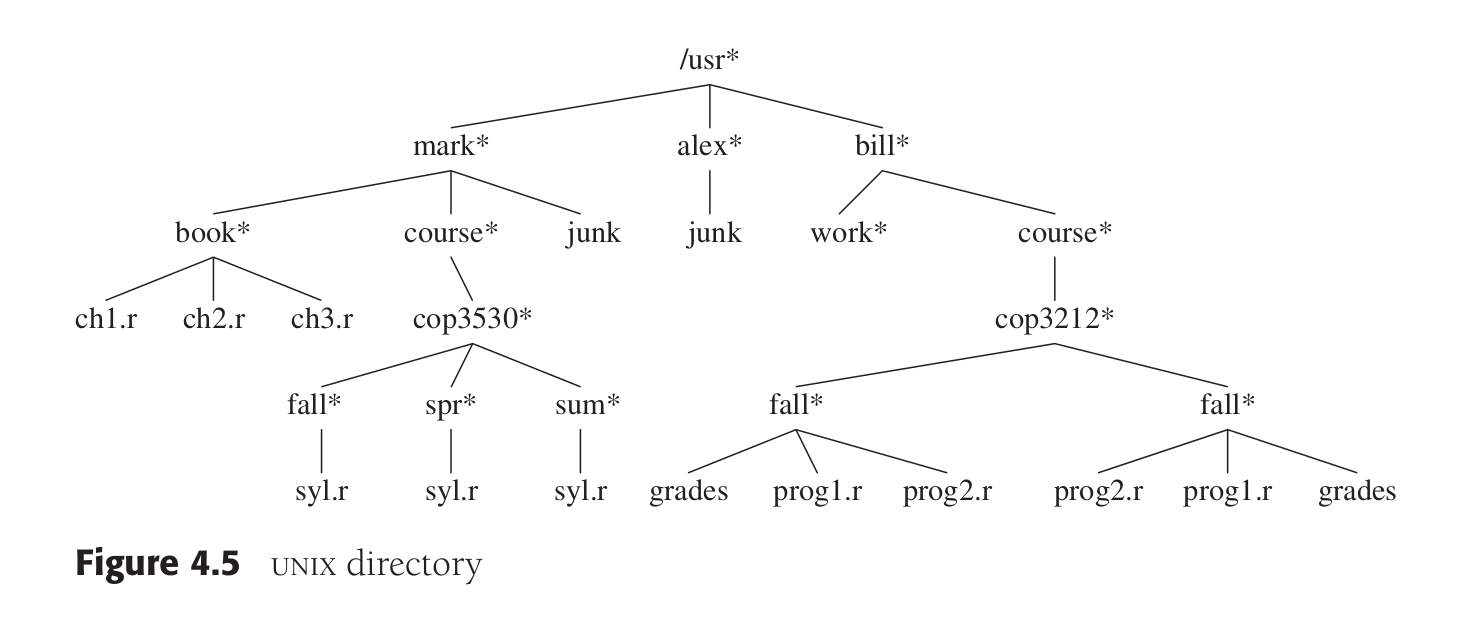 /usr*
mark* alex* bill*
book* course* junk junk work* course*
ch1.r ch2.r ch3.r cop3530* cop3212*
fall* spr* sum* fall* fall*
syl.r syl.r syl.r grades prog1.r prog2.r prog2.r prog1.r grades
Figure 4.5 UNIX directory